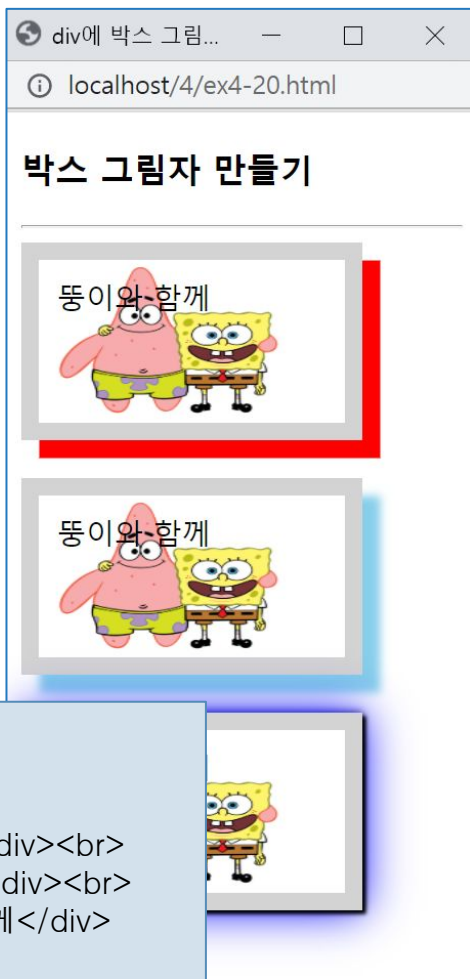 div에 박스 그림...
localhost/4/ex4-20.html
박스 그림자 만들기
뚱이와 함께
뚱이와 함께
div><br>
div><br>
</div>